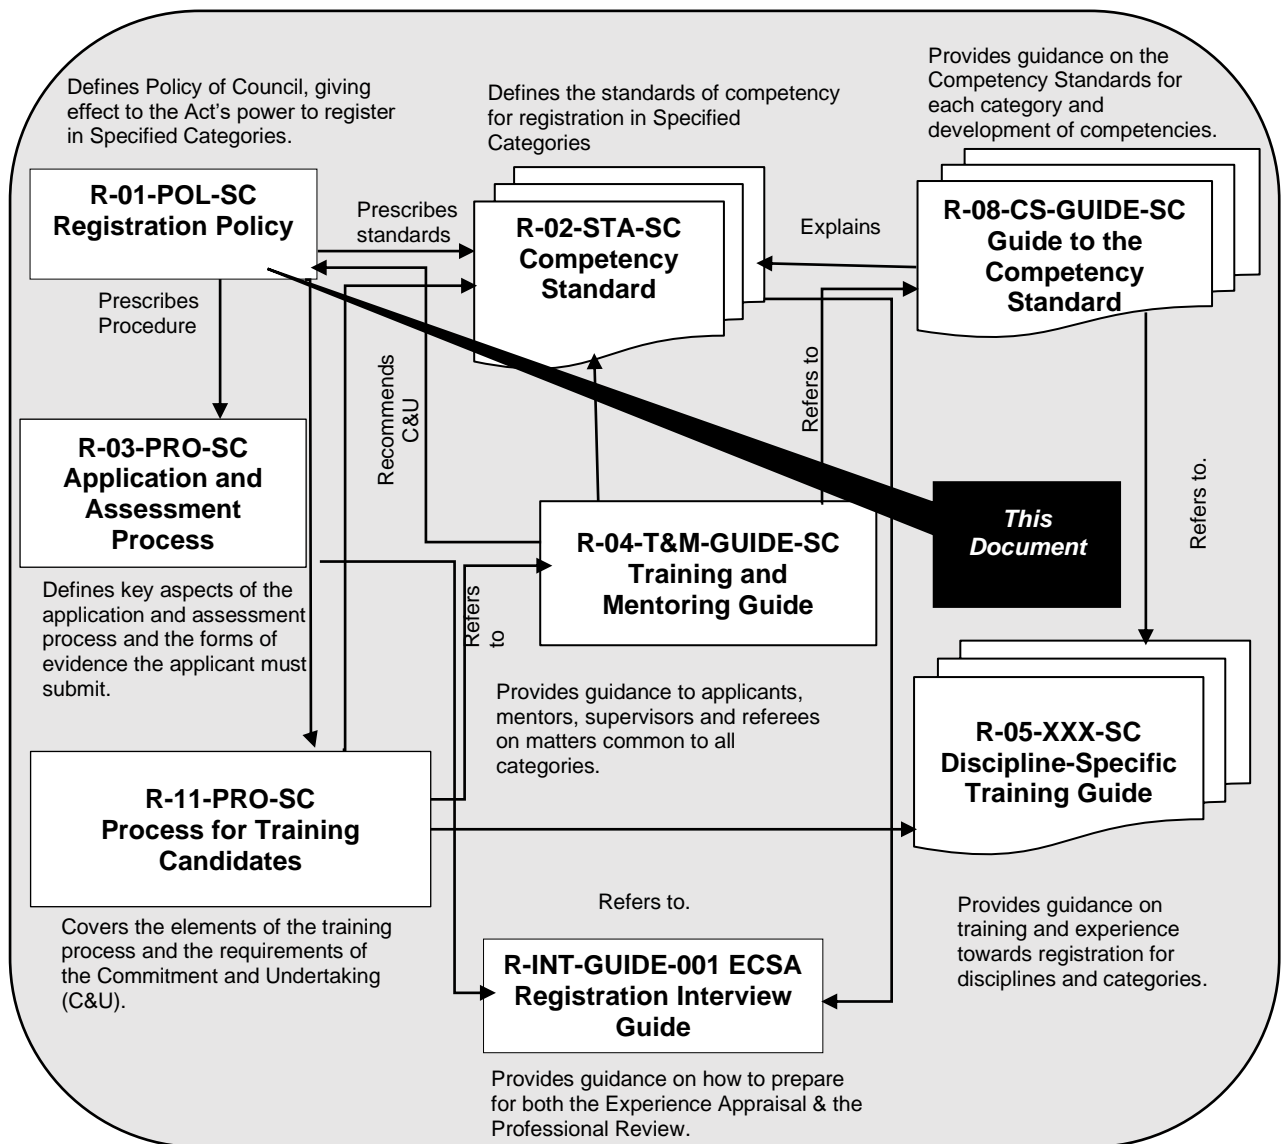 Defines Policy of Council, giving
effect to the Act's power to register
in Specified Categories.
Defines the standards of competency
for registration in Specified
Categories
Provides guidance on the
Competency Standards for
each category and
development of competencies.
R-01-POL-SC
Registration Policy
Prescribes
standards
R-02-STA-SC
Competency
Standard
Explains
R-08-CS-GUIDE-SC
Guide to the
Competency
Standard
Prescribes
Procedure
Recommends
C&U
Refers to
R-03-PRO-SC
Application and
Assessment
Process
Defines key aspects of the
application and assessment
process and the forms of
evidence the applicant must
submit.
R-04-T&M-GUIDE-SC
Training and
Mentoring Guide
This
Document
Refers to.
Refers
to
Provides guidance to applicants,
mentors, supervisors and referees
on matters common to all
categories.
R-05-XXX-SC
Discipline-Specific
Training Guide
R-11-PRO-SC
Process for Training
Candidates
Covers the elements of the training
process and the requirements of
the Commitment and Undertaking
(C&U).
Refers to.
Provides guidance on
training and experience
towards registration for
disciplines and categories.
R-INT-GUIDE-001 ECSA
Registration Interview
Guide
Provides guidance on how to prepare
for both the Experience Appraisal & the
Professional Review.